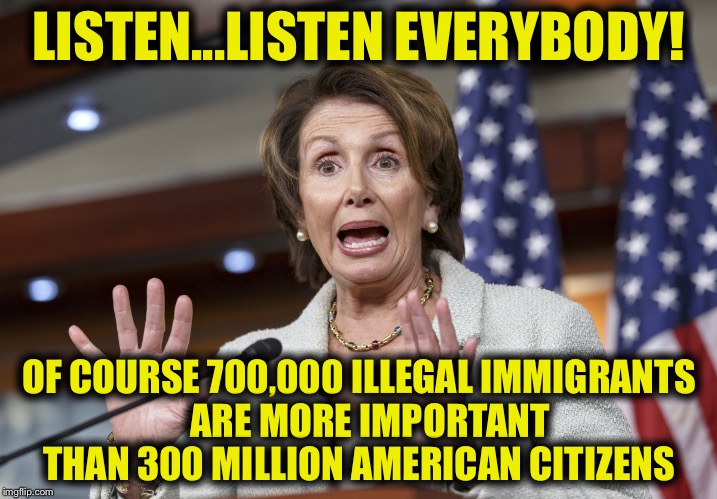 LISTEN...LISTEN EVERYBODY!
OF COURSE 700,000 ILLEGAL IMMIGRANTS
ARE MORE IMPORTANT
THAN 300 MILLION AMERICAN CITIZENS
imgflip.com